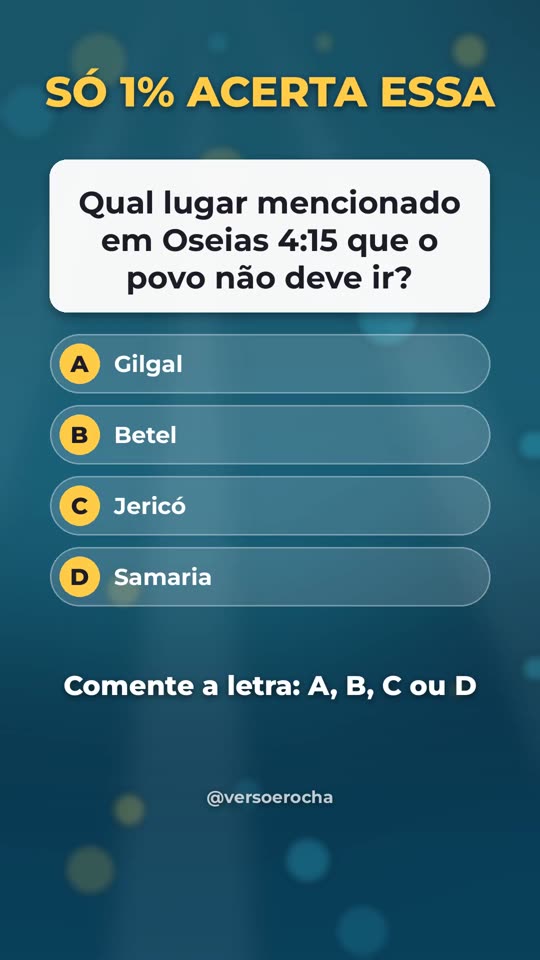 SÓ 1% ACERTA ESSA
Qual lugar mencionado
em Oseias 4:15 que o
povo não deve ir?
A Gilgal
B Betel
C Jericó
D Samaria
Comente a letra: A, B, C ou D
@versoerocha